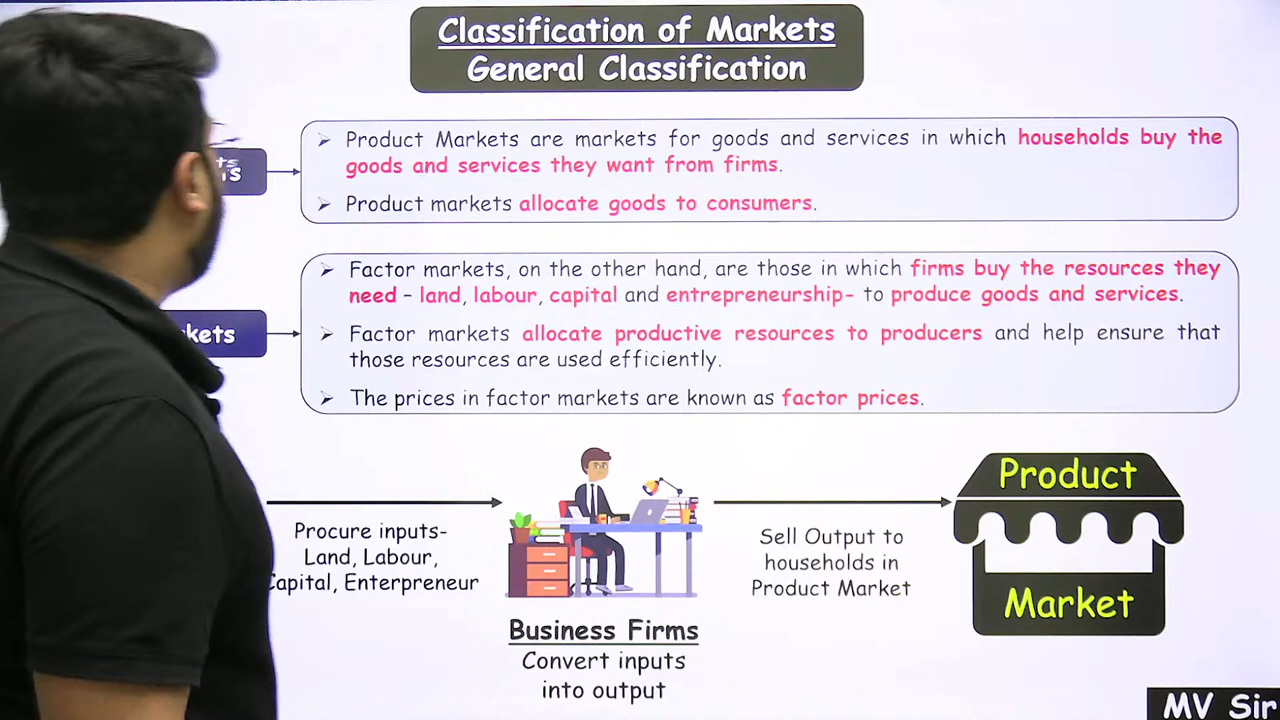 Classification of Markets
General Classification
➢ Product Markets are markets for goods and services in which households buy the
goods and services they want from firms.
➢ Product markets allocate goods to consumers.
➢ Factor markets, on the other hand, are those in which firms buy the resources they
need – land, labour, capital and entrepreneurship– to produce goods and services.
kets
➢ Factor markets allocate productive resources to producers and help ensure that
those resources are used efficiently.
➢ The prices in factor markets are known as factor prices.
Procure inputs-
Land, Labour,
Capital, Enterpreneur
Business Firms
Convert inputs
into output
Sell Output to
households in
Product Market
Product
Market
MV Sir